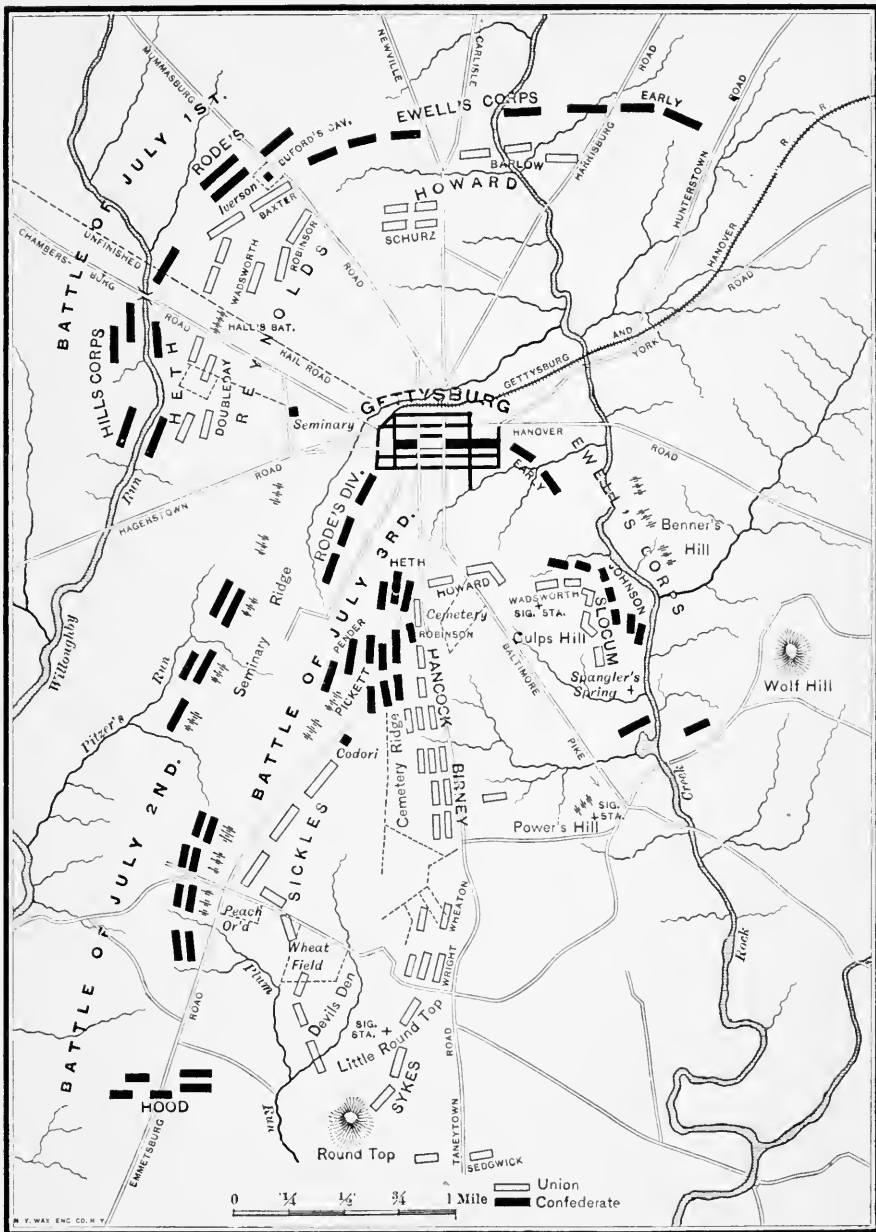 NEWVILLE
CARLISLE
ROAD
ROAD
MUMMASBURG
EWELL'S CORPS
EARLY
R.
R.
BATTLE OF JULY 1ST.
RODE'S
BUFORD'S CAV.
BARLOW
HARRISBURG
HUNTERSTOWN
Iverson
BAXTER
HOWARD
SCHURZ
ROAD
HANOVER
ROAD
UNFINISHED
RAIL ROAD
CHAMBERSBURG
ROAD
WADSWORTH
ROBINSON
REYNOLDS
HALL'S BAT.
HILLS CORPS
HETH
DOUBLEDAY
GETTYSBURG AND
YORK
GETTYSBURG
Seminary
HANOVER
ROAD
EARLY
EWELL'S CORPS
Run
HAGERSTOWN
ROAD
RODE'S DIV.
Benner's
Hill
BATTLE OF JULY 3RD.
HETH
HOWARD
JOHNSON
WADSWORTH
SIG. STA.
SLOCUM
Cemetery
Culps Hill
Willoughby
Seminary Ridge
PENDER
ROBINSON
HANCOCK
BALTIMORE
PIKE
Spangler's
Spring
Wolf Hill
Pitzer's
Run
PICKETT
Codori
Cemetery Ridge
BIRNEY
Creek
SIG.
STA.
Power's Hill
BATTLE OF JULY 2ND.
SICKLES
Peach
Or'd
WHEATON
Wheat
Field
WRIGHT
Rock
Plum
Run
Devils Den
SIG.
STA.
Little Round Top
ROAD
ROAD
HOOD
SYKES
EMMETSBURG
Round Top
TANEYTOWN
SEDGWICK
Union
Confederate
0 ¼ ½ ¾ 1 Mile
N. Y. WAX ENG CO. N. Y.